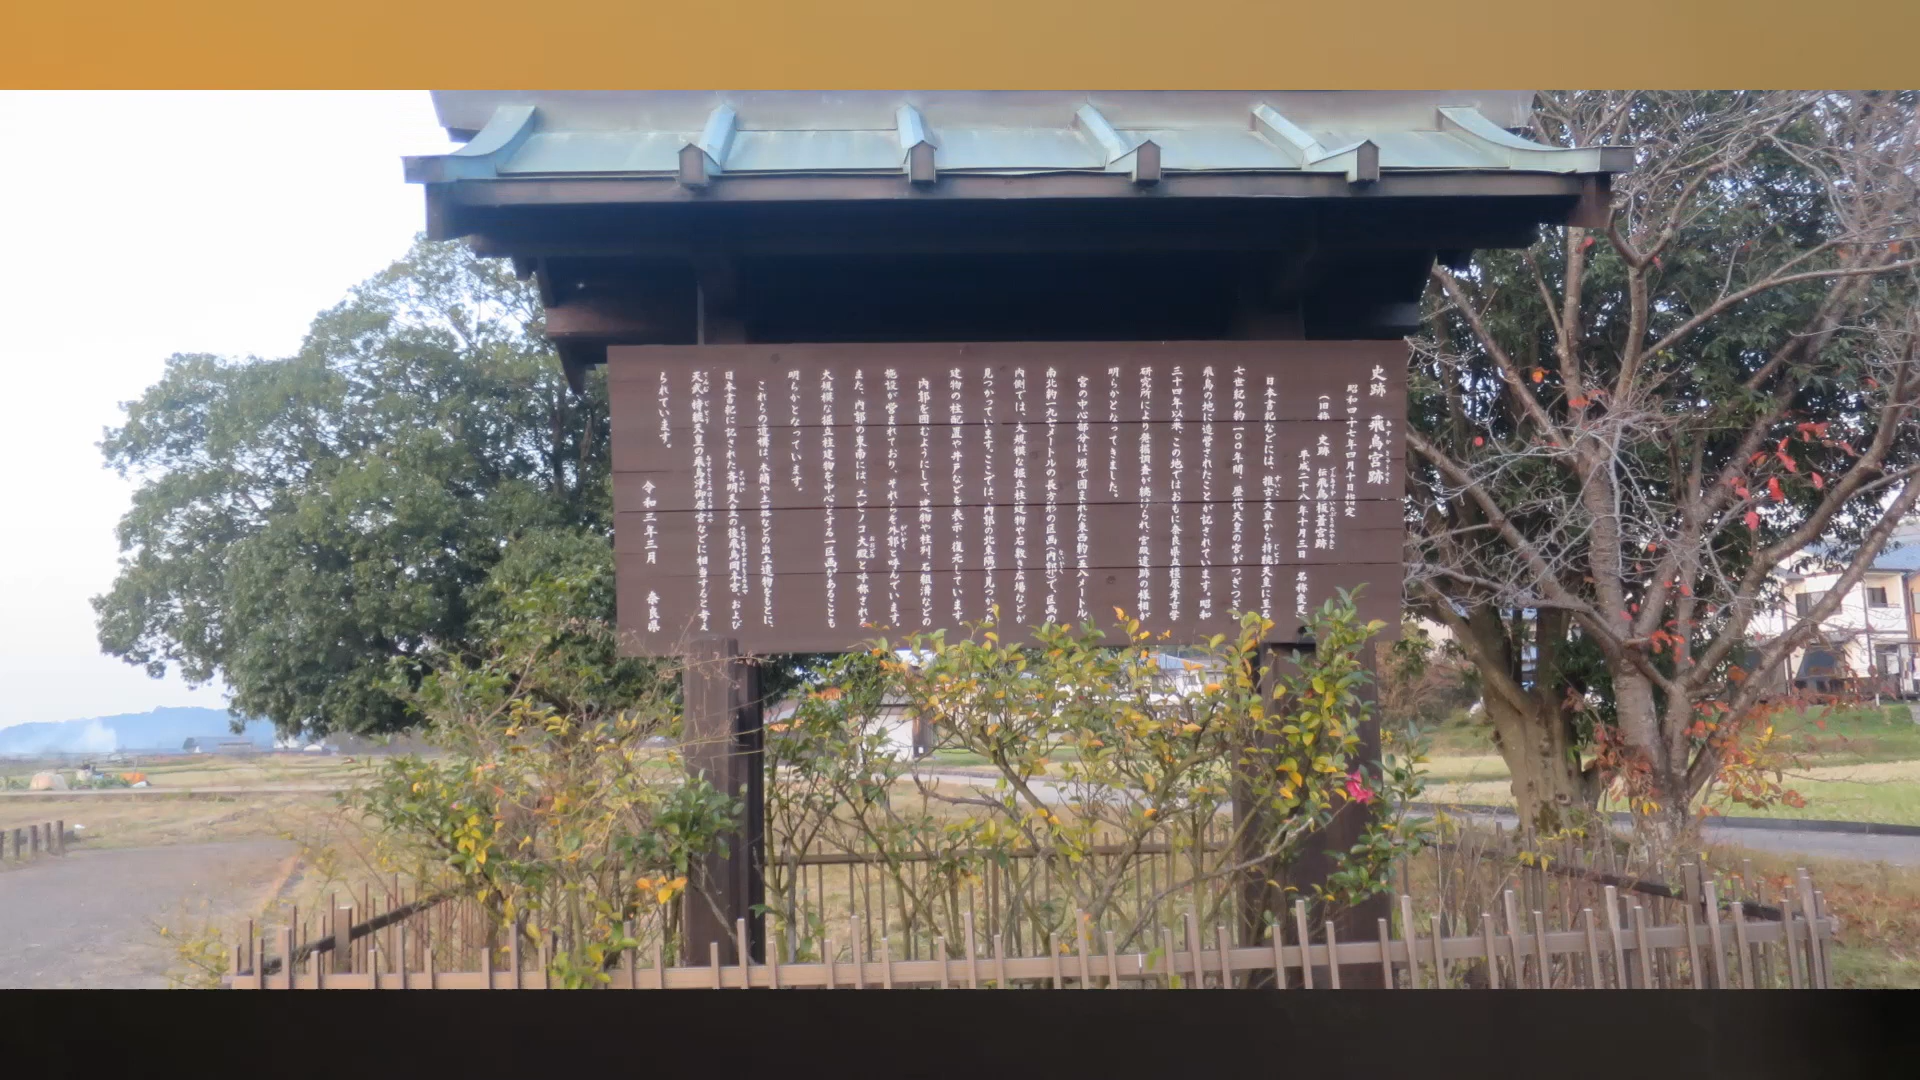 史跡 飛鳥宮跡
昭和四十七年四月十日指定
(旧称 史跡 伝飛鳥板蓋宮跡
平成二十八年十月三日 名称変更
日本書紀などには、推古天皇から持統天皇に至る
七世紀の約一〇〇年間、歴代天皇の宮がつぎつぎと
飛鳥の地に造営されたことが記されています。昭和
三十四年以来、この地ではおもに奈良県立橿原考古学
研究所により発掘調査が続けられ、宮殿遺跡の様相が
明らかとなってきました。
宮の中心部分は、塀で囲まれた東西約一五八メートル、
南北約一九七メートルの長方形の区画(内郭)で、区画の
内側では、大規模な掘立柱建物や石敷き広場などが
見つかっています。ここでは、内郭の北東隅で見つかった
建物の柱配置や井戸などを表示・復元しています。
内郭を囲むようにして、建物や柱列、石組溝などの
施設が営まれており、それらを外郭と呼んでいます。
また、内郭の東南には、エビノコ大殿と呼称される
大規模な掘立柱建物を中心とする一区画があることも
明らかとなっています。
これらの遺構は、木簡や土器などの出土遺物をもとに、
日本書紀に記された斉明天皇の後飛鳥岡本宮、および
天武・持統天皇の飛鳥浄御原宮などに相当すると考え
られています。
令和三年三月 奈良県